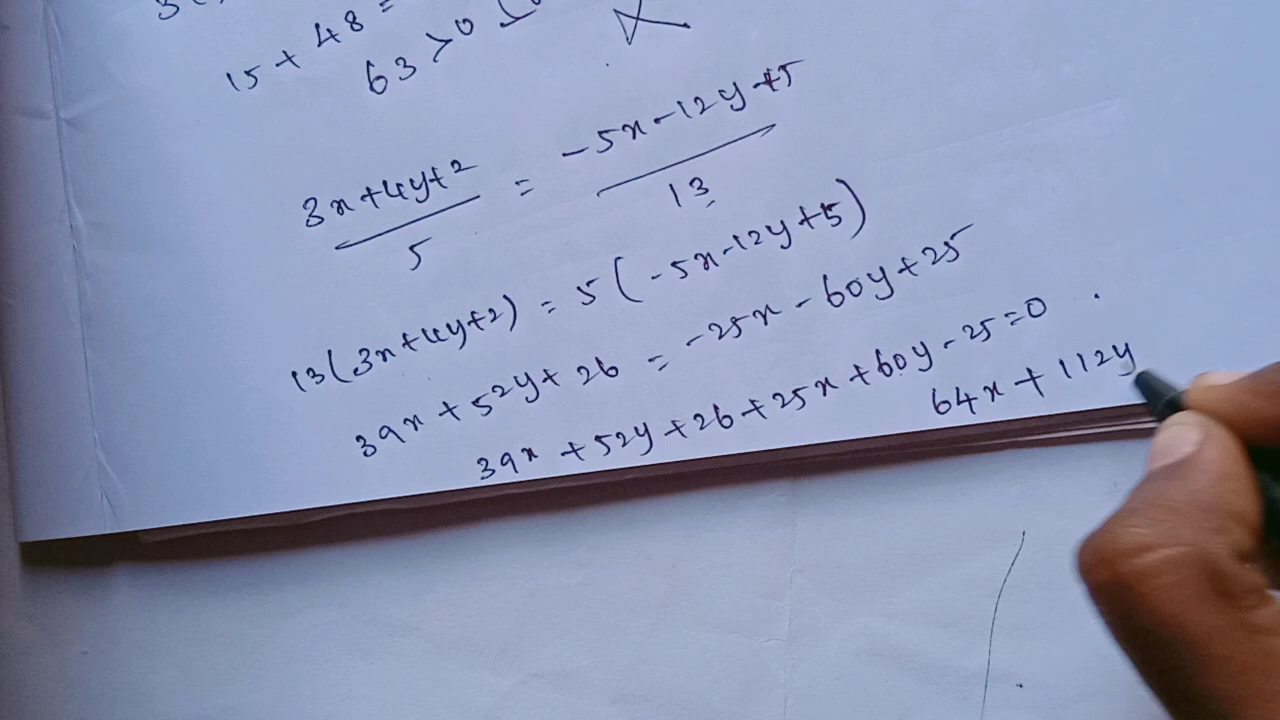 15 + 48 =
63 > 0
3x+4y+2 / 5 = -5x-12y+5 / 13
13(3x+4y+2) = 5(-5x-12y+5)
39x + 52y + 26 = -25x - 60y + 25
39x + 52y + 26 + 25x + 60y - 25 = 0
64x + 112y